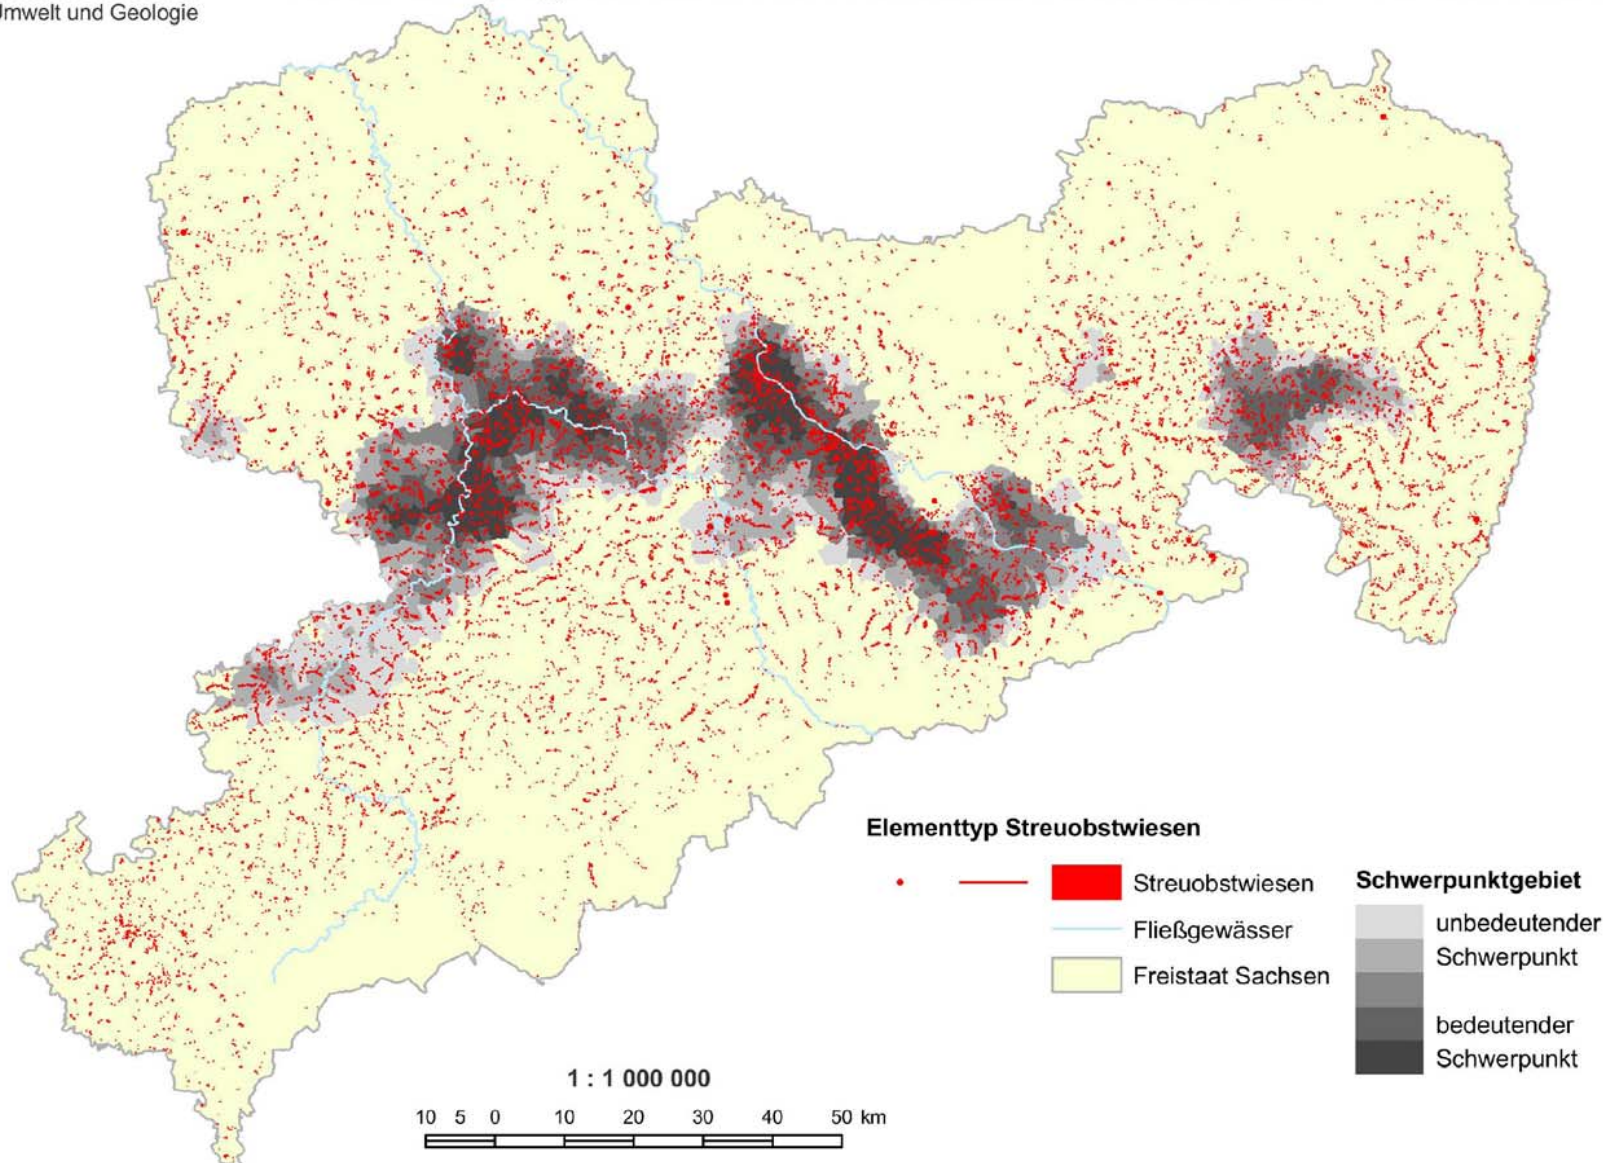 Umwelt und Geologie
Elementtyp Streuobstwiesen
Streuobstwiesen
Fließgewässer
Freistaat Sachsen
Schwerpunktgebiet
unbedeutender
Schwerpunkt
bedeutender
Schwerpunkt
1 : 1 000 000
10 5 0 10 20 30 40 50 km